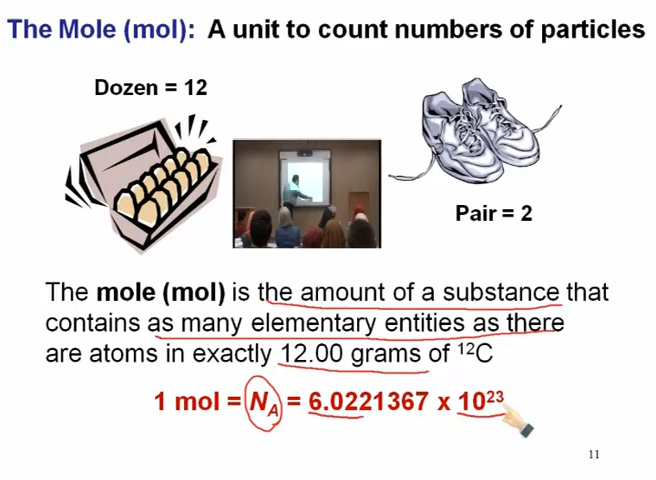 The Mole (mol): A unit to count numbers of particles
Dozen = 12
Pair = 2
The mole (mol) is the amount of a substance that
contains as many elementary entities as there
are atoms in exactly 12.00 grams of ¹²C
1 mol = N_A = 6.0221367 x 10²³
11